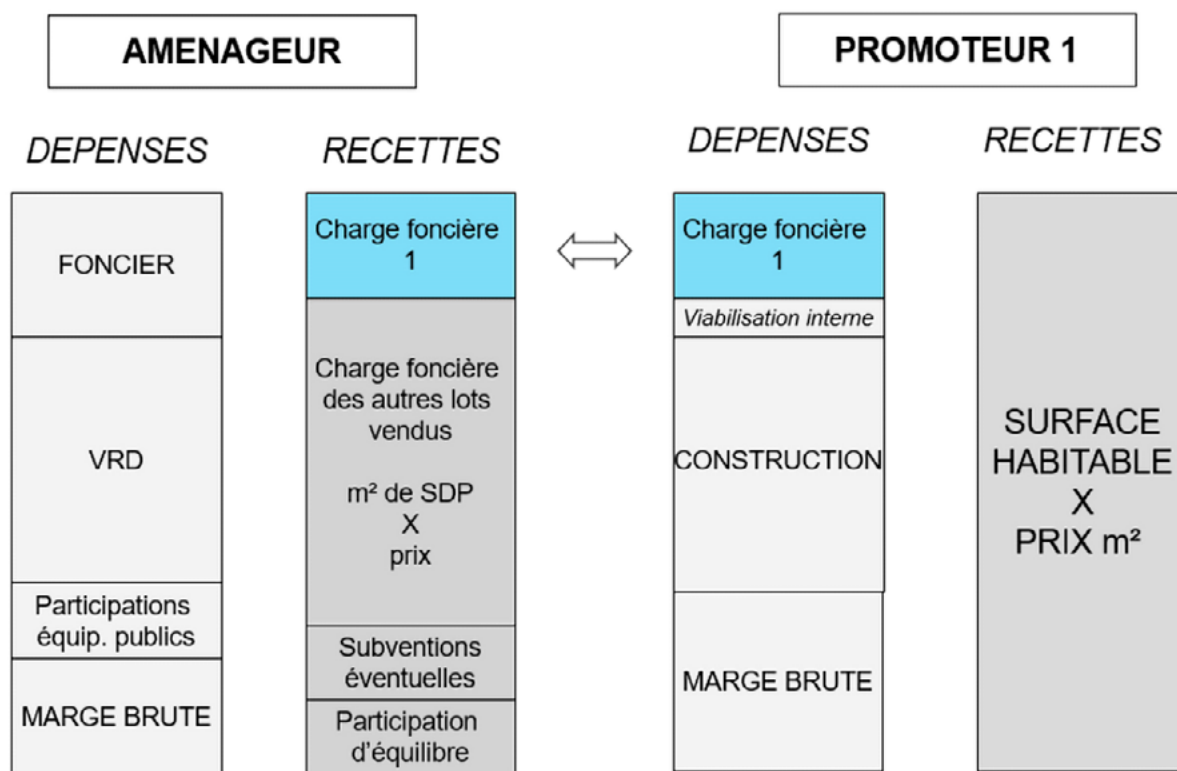 AMENAGEUR
PROMOTEUR 1
DEPENSES
RECETTES
DEPENSES
RECETTES
FONCIER
VRD
Participations
équip. publics
MARGE BRUTE
Charge foncière
1
Charge foncière
des autres lots
vendus
m² de SDP
X
prix
Subventions
éventuelles
Participation
d'équilibre
Charge foncière
1
Viabilisation interne
CONSTRUCTION
MARGE BRUTE
SURFACE
HABITABLE
X
PRIX m²